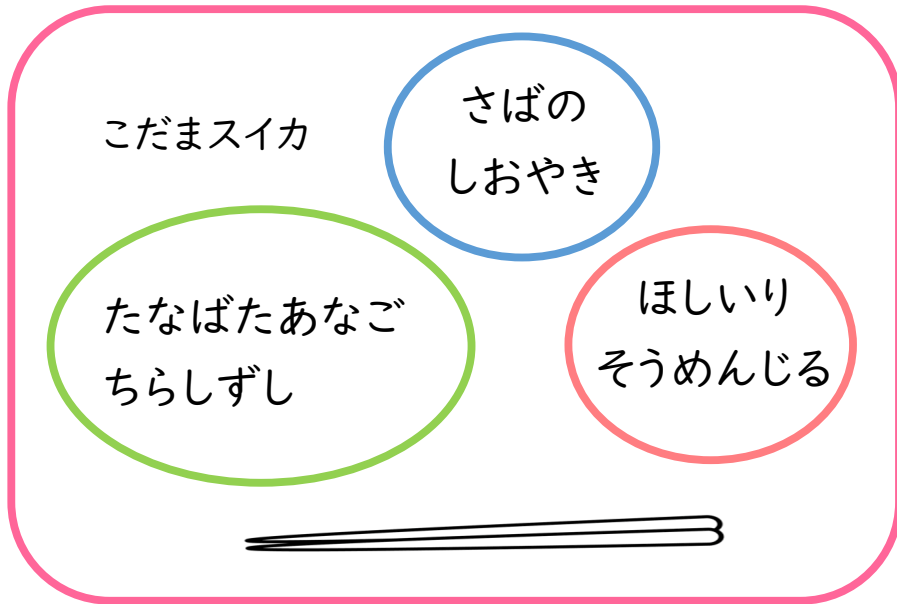 こだまスイカ
さばの
しおやき
たなばたあなご
ちらしずし
ほしいり
そうめんじる